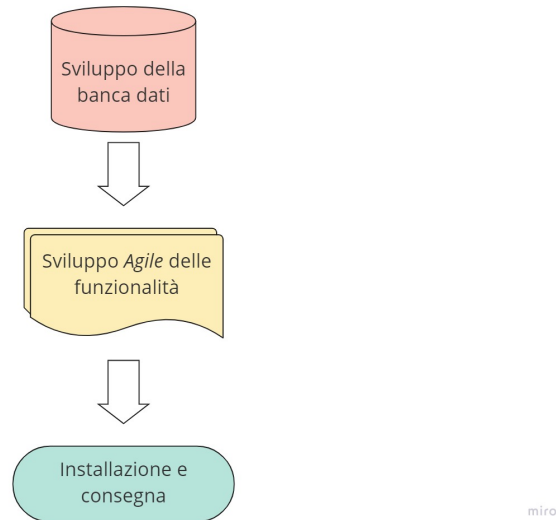 Sviluppo della
banca dati
Sviluppo Agile delle
funzionalità
Installazione e
consegna
miro